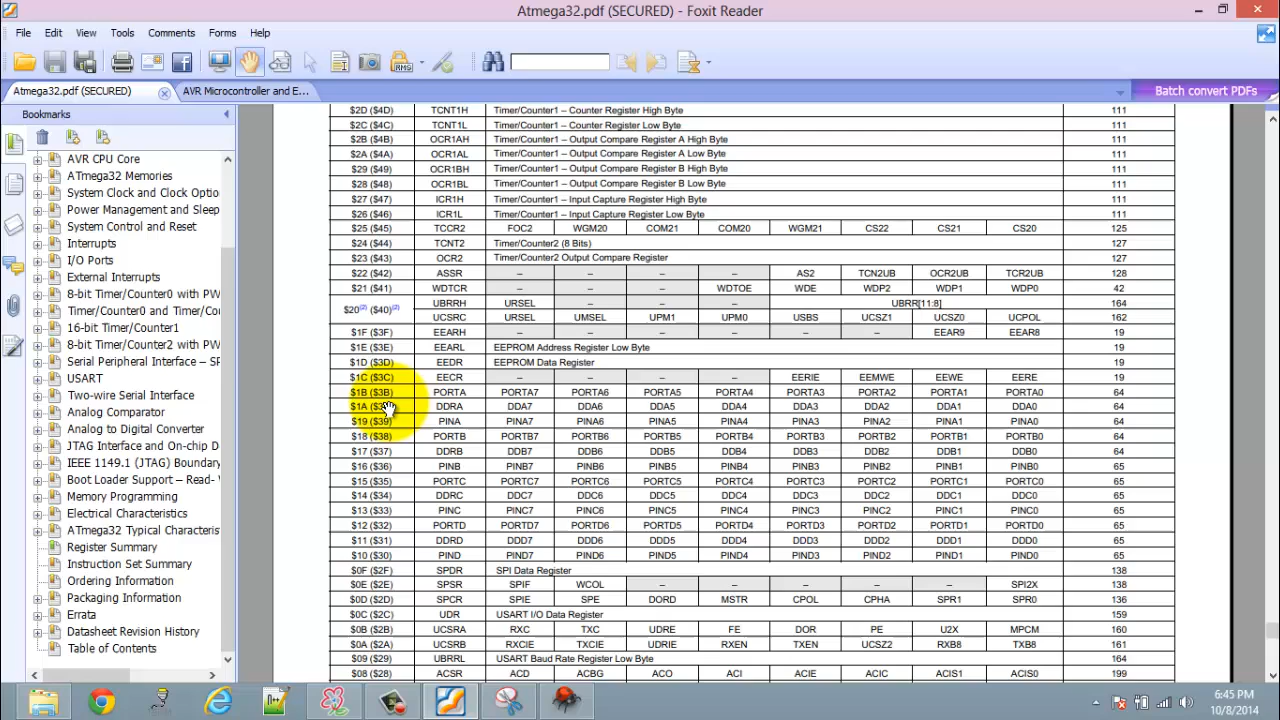 Atmega32.pdf (SECURED) - Foxit Reader
File Edit View Tools Comments Forms Help
Atmega32.pdf (SECURED) AVR Microcontroller and E... Batch convert PDFs
Bookmarks
AVR CPU Core
ATmega32 Memories
System Clock and Clock Optio
Power Management and Sleep
System Control and Reset
Interrupts
I/O Ports
External Interrupts
8-bit Timer/Counter0 with PW
Timer/Counter0 and Timer/Cou
16-bit Timer/Counter1
8-bit Timer/Counter2 with PW
Serial Peripheral Interface – SP
USART
Two-wire Serial Interface
Analog Comparator
Analog to Digital Converter
JTAG Interface and On-chip D
IEEE 1149.1 (JTAG) Boundary
Boot Loader Support – Read-
Memory Programming
Electrical Characteristics
ATmega32 Typical Characteris
Register Summary
Instruction Set Summary
Ordering Information
Packaging Information
Errata
Datasheet Revision History
Table of Contents
$2D ($4D) TCNT1H Timer/Counter1 – Counter Register High Byte 111
$2C ($4C) TCNT1L Timer/Counter1 – Counter Register Low Byte 111
$2B ($4B) OCR1AH Timer/Counter1 – Output Compare Register A High Byte 111
$2A ($4A) OCR1AL Timer/Counter1 – Output Compare Register A Low Byte 111
$29 ($49) OCR1BH Timer/Counter1 – Output Compare Register B High Byte 111
$28 ($48) OCR1BL Timer/Counter1 – Output Compare Register B Low Byte 111
$27 ($47) ICR1H Timer/Counter1 – Input Capture Register High Byte 111
$26 ($46) ICR1L Timer/Counter1 – Input Capture Register Low Byte 111
$25 ($45) TCCR2 FOC2 WGM20 COM21 COM20 WGM21 CS22 CS21 CS20 125
$24 ($44) TCNT2 Timer/Counter2 (8 Bits) 127
$23 ($43) OCR2 Timer/Counter2 Output Compare Register 127
$22 ($42) ASSR – – – – AS2 TCN2UB OCR2UB TCR2UB 128
$21 ($41) WDTCR – – – WDTOE WDE WDP2 WDP1 WDP0 42
$20(2) ($40)(2) UBRRH URSEL – – – UBRR[11:8] 164
UCSRC URSEL UMSEL UPM1 UPM0 USBS UCSZ1 UCSZ0 UCPOL 162
$1F ($3F) EEARH – – – – – – EEAR9 EEAR8 19
$1E ($3E) EEARL EEPROM Address Register Low Byte 19
$1D ($3D) EEDR EEPROM Data Register 19
$1C ($3C) EECR – – – – EERIE EEMWE EEWE EERE 19
$1B ($3B) PORTA PORTA7 PORTA6 PORTA5 PORTA4 PORTA3 PORTA2 PORTA1 PORTA0 64
$1A DDRA DDA7 DDA6 DDA5 DDA4 DDA3 DDA2 DDA1 DDA0 64
$19 ($39) PINA PINA7 PINA6 PINA5 PINA4 PINA3 PINA2 PINA1 PINA0 64
$18 ($38) PORTB PORTB7 PORTB6 PORTB5 PORTB4 PORTB3 PORTB2 PORTB1 PORTB0 64
$17 ($37) DDRB DDB7 DDB6 DDB5 DDB4 DDB3 DDB2 DDB1 DDB0 64
$16 ($36) PINB PINB7 PINB6 PINB5 PINB4 PINB3 PINB2 PINB1 PINB0 65
$15 ($35) PORTC PORTC7 PORTC6 PORTC5 PORTC4 PORTC3 PORTC2 PORTC1 PORTC0 65
$14 ($34) DDRC DDC7 DDC6 DDC5 DDC4 DDC3 DDC2 DDC1 DDC0 65
$13 ($33) PINC PINC7 PINC6 PINC5 PINC4 PINC3 PINC2 PINC1 PINC0 65
$12 ($32) PORTD PORTD7 PORTD6 PORTD5 PORTD4 PORTD3 PORTD2 PORTD1 PORTD0 65
$11 ($31) DDRD DDD7 DDD6 DDD5 DDD4 DDD3 DDD2 DDD1 DDD0 65
$10 ($30) PIND PIND7 PIND6 PIND5 PIND4 PIND3 PIND2 PIND1 PIND0 65
$0F ($2F) SPDR SPI Data Register 138
$0E ($2E) SPSR SPIF WCOL – – – – – SPI2X 138
$0D ($2D) SPCR SPIE SPE DORD MSTR CPOL CPHA SPR1 SPR0 136
$0C ($2C) UDR USART I/O Data Register 159
$0B ($2B) UCSRA RXC TXC UDRE FE DOR PE U2X MPCM 160
$0A ($2A) UCSRB RXCIE TXCIE UDRIE RXEN TXEN UCSZ2 RXB8 TXB8 161
$09 ($29) UBRRL USART Baud Rate Register Low Byte 164
$08 ($28) ACSR ACD ACBG ACO ACI ACIE ACIC ACIS1 ACIS0 199
6:45 PM
10/8/2014